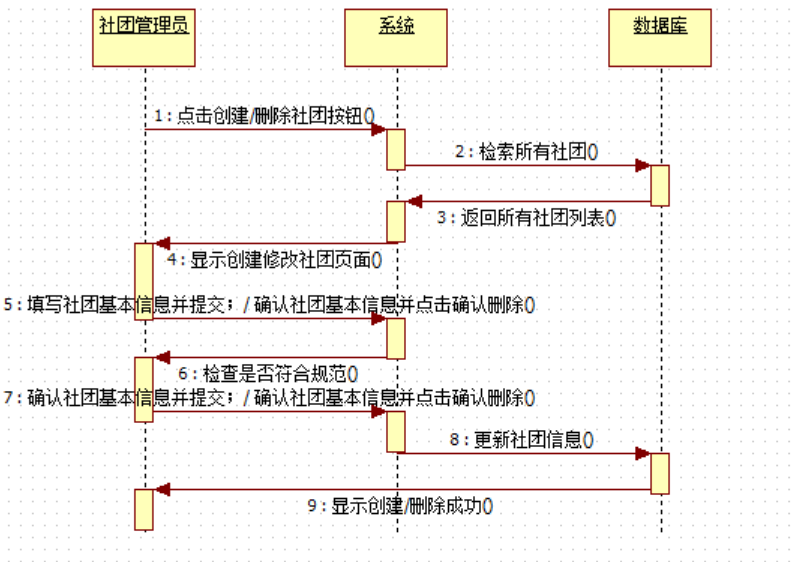 社团管理员
系统
数据库
1:点击创建/删除社团按钮()
2:检索所有社团()
3:返回所有社团列表()
4:显示创建修改社团页面()
5:填写社团基本信息并提交；/确认社团基本信息并点击确认删除()
6:检查是否符合规范()
7:确认社团基本信息并提交；/确认社团基本信息并点击确认删除()
8:更新社团信息()
9:显示创建/删除成功()